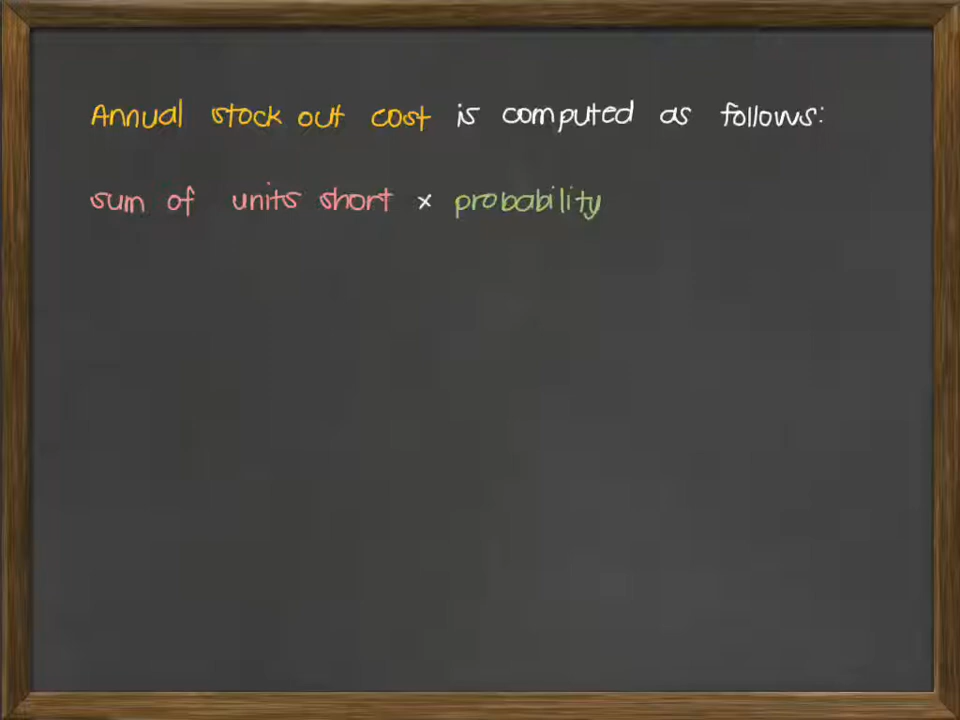 Annual stock out cost is computed as follows:
sum of units short x probability